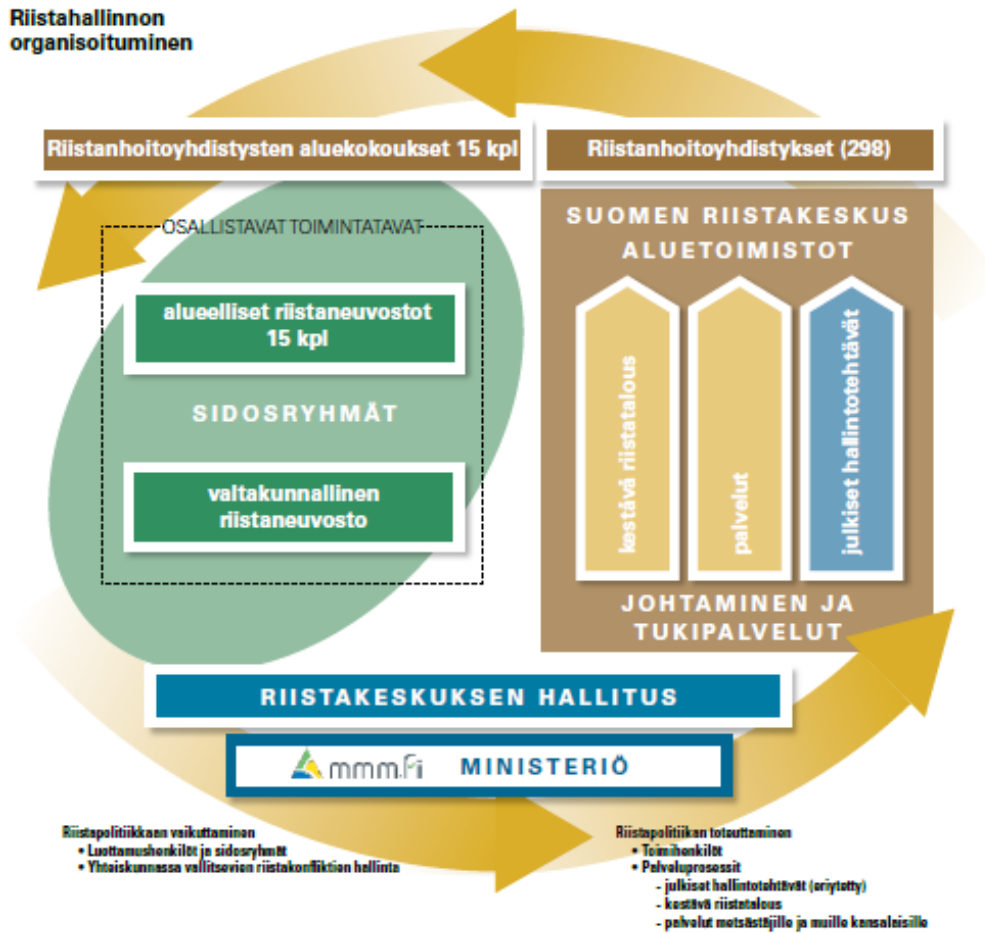 Riistahallinnon
organisoituminen
Riistanhoitoyhdistysten aluekokoukset 15 kpl
Riistanhoitoyhdistykset (298)
OSALLISTAVAT TOIMINTATAVAT
alueelliset riistaneuvostot
15 kpl
SIDOSRYHMÄT
valtakunnallinen
riistaneuvosto
SUOMEN RIISTAKESKUS
ALUETOIMISTOT
kestävä riistatalous
palvelut
julkiset hallintotehtävät
JOHTAMINEN JA
TUKIPALVELUT
RIISTAKESKUKSEN HALLITUS
mmm.fi MINISTERIÖ
Riistapolitiikkaan vaikuttaminen
• Luottamushenkilöt ja sidosryhmät
• Yhteiskunnassa vallitsevien riistakonfliktien hallinta
Riistapolitiikan toteuttaminen
• Toimihenkilöt
• Palveluprosessit
- julkiset hallintotehtävät (eriytetty)
- kestävä riistatalous
- palvelut metsästäjille ja muille kansalaisille